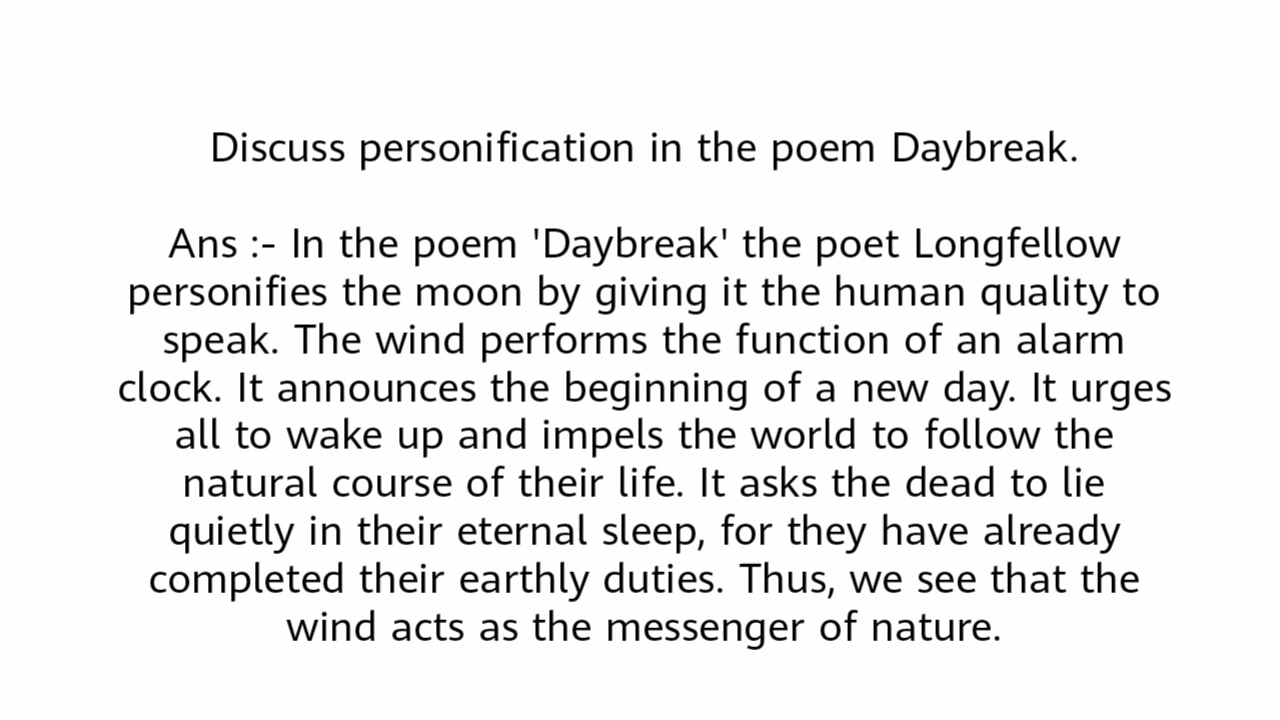 Discuss personification in the poem Daybreak.
Ans :- In the poem 'Daybreak' the poet Longfellow
personifies the moon by giving it the human quality to
speak. The wind performs the function of an alarm
clock. It announces the beginning of a new day. It urges
all to wake up and impels the world to follow the
natural course of their life. It asks the dead to lie
quietly in their eternal sleep, for they have already
completed their earthly duties. Thus, we see that the
wind acts as the messenger of nature.